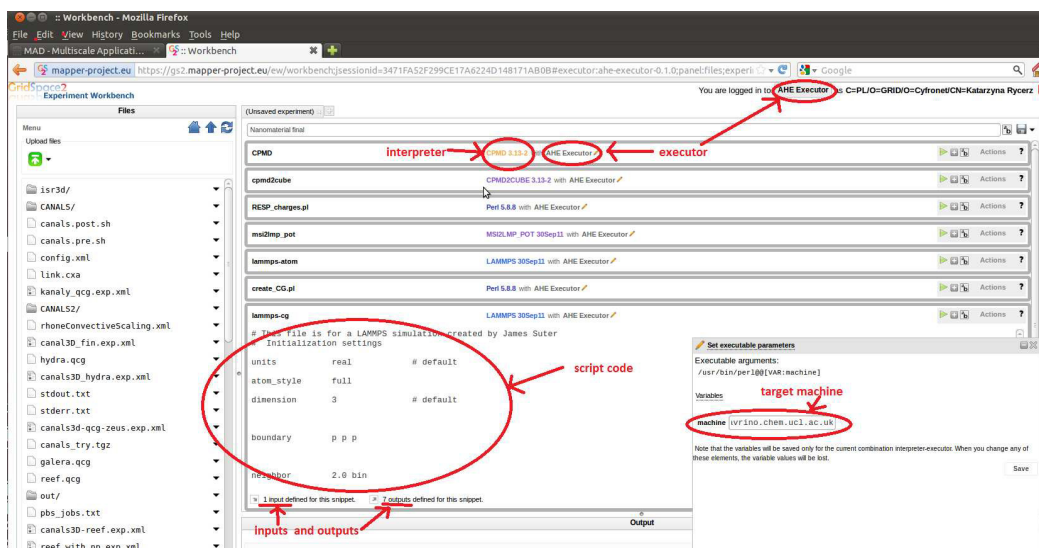 :: Workbench - Mozilla Firefox
File Edit View History Bookmarks Tools Help
MAD - Multiscale Applicati... :: Workbench
mapper-project.eu https://gs2.mapper-project.eu/ew/workbench;jsessionid=3471FA52F299CE17A6224D148171AB0B#executor:ahe-executor-0.1.0;panel:files;experi Google
GridSpace2
Experiment Workbench
You are logged in to AHE Executor as C=PL/O=GRID/O=Cyfronet/CN=Katarzyna Rycerz
Files
(Unsaved experiment)
Menu
Nanomaterial final
Upload files
CPMD
interpreter
CPMD 3.13-2 with AHE Executor
executor
Actions ?
cpmd2cube CPMD2CUBE 3.13-2 with AHE Executor Actions ?
RESP_charges.pl Perl 5.8.8 with AHE Executor Actions ?
msi2lmp_pot MSI2LMP_POT 30Sep11 with AHE Executor Actions ?
lammps-atom LAMMPS 30Sep11 with AHE Executor Actions ?
create_CG.pl Perl 5.8.8 with AHE Executor Actions ?
lammps-cg LAMMPS 30Sep11 with AHE Executor Actions ?
isr3d/
CANALS/
canals.post.sh
canals.pre.sh
config.xml
link.cxa
kanaly_qcg.exp.xml
CANALS2/
rhoneConvectiveScaling.xml
canal3D_fin.exp.xml
hydra.qcg
canals3D_hydra.exp.xml
stdout.txt
stderr.txt
canals3d-qcg-zeus.exp.xml
canals_try.tgz
galera.qcg
reef.qcg
out/
pbs_jobs.txt
canals3D-reef.exp.xml
reef_with_pp.exp.xml
# This file is for a LAMMPS simulation created by James Suter
# Initialization settings
units real # default
atom_style full
dimension 3 # default
boundary p p p
neighbor 2.0 bin
script code
1 input defined for this snippet. 7 outputs defined for this snippet.
inputs and outputs
Output
Set executable parameters
Executable arguments:
/usr/bin/perl@@[VAR:machine]
Variables
target machine
machine vrino.chem.ucl.ac.uk
Note that the variables will be saved only for the current combination interpreter-executor. When you change any of
these elements, the variable values will be lost.
Save